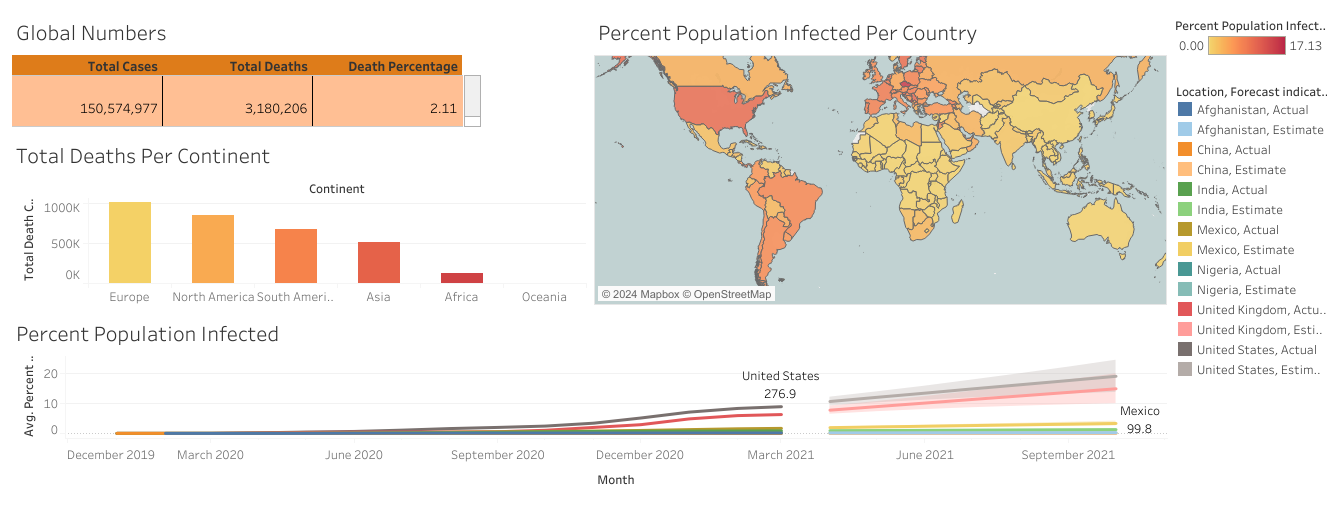 Global Numbers
Total Cases Total Deaths Death Percentage
150,574,977 3,180,206 2.11
Total Deaths Per Continent
Continent
Total Death C..
1000K
500K
0K
Europe North America South Ameri.. Asia Africa Oceania
Percent Population Infected Per Country
© 2024 Mapbox © OpenStreetMap
Percent Population Infect..
0.00 17.13
Location, Forecast indicat..
Afghanistan, Actual
Afghanistan, Estimate
China, Actual
China, Estimate
India, Actual
India, Estimate
Mexico, Actual
Mexico, Estimate
Nigeria, Actual
Nigeria, Estimate
United Kingdom, Actu..
United Kingdom, Esti..
United States, Actual
United States, Estim..
Percent Population Infected
Avg. Percent ..
20
10
0
United States
276.9
Mexico
99.8
December 2019 March 2020 June 2020 September 2020 December 2020 March 2021 June 2021 September 2021
Month